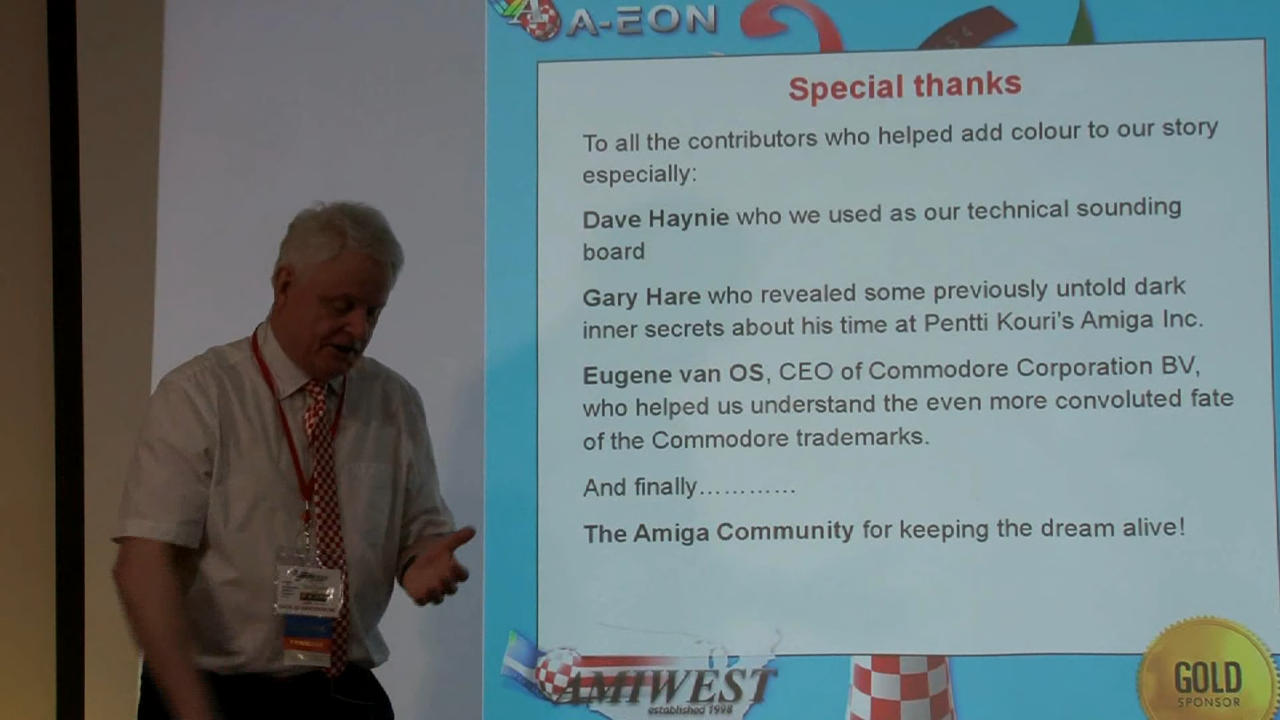 A-EON
Special thanks
To all the contributors who helped add colour to our story
especially:
Dave Haynie who we used as our technical sounding
board
Gary Hare who revealed some previously untold dark
inner secrets about his time at Pentti Kouri's Amiga Inc.
Eugene van OS, CEO of Commodore Corporation BV,
who helped us understand the even more convoluted fate
of the Commodore trademarks.
And finally…………
The Amiga Community for keeping the dream alive!
AMIWEST
established 1998
GOLD
SPONSOR